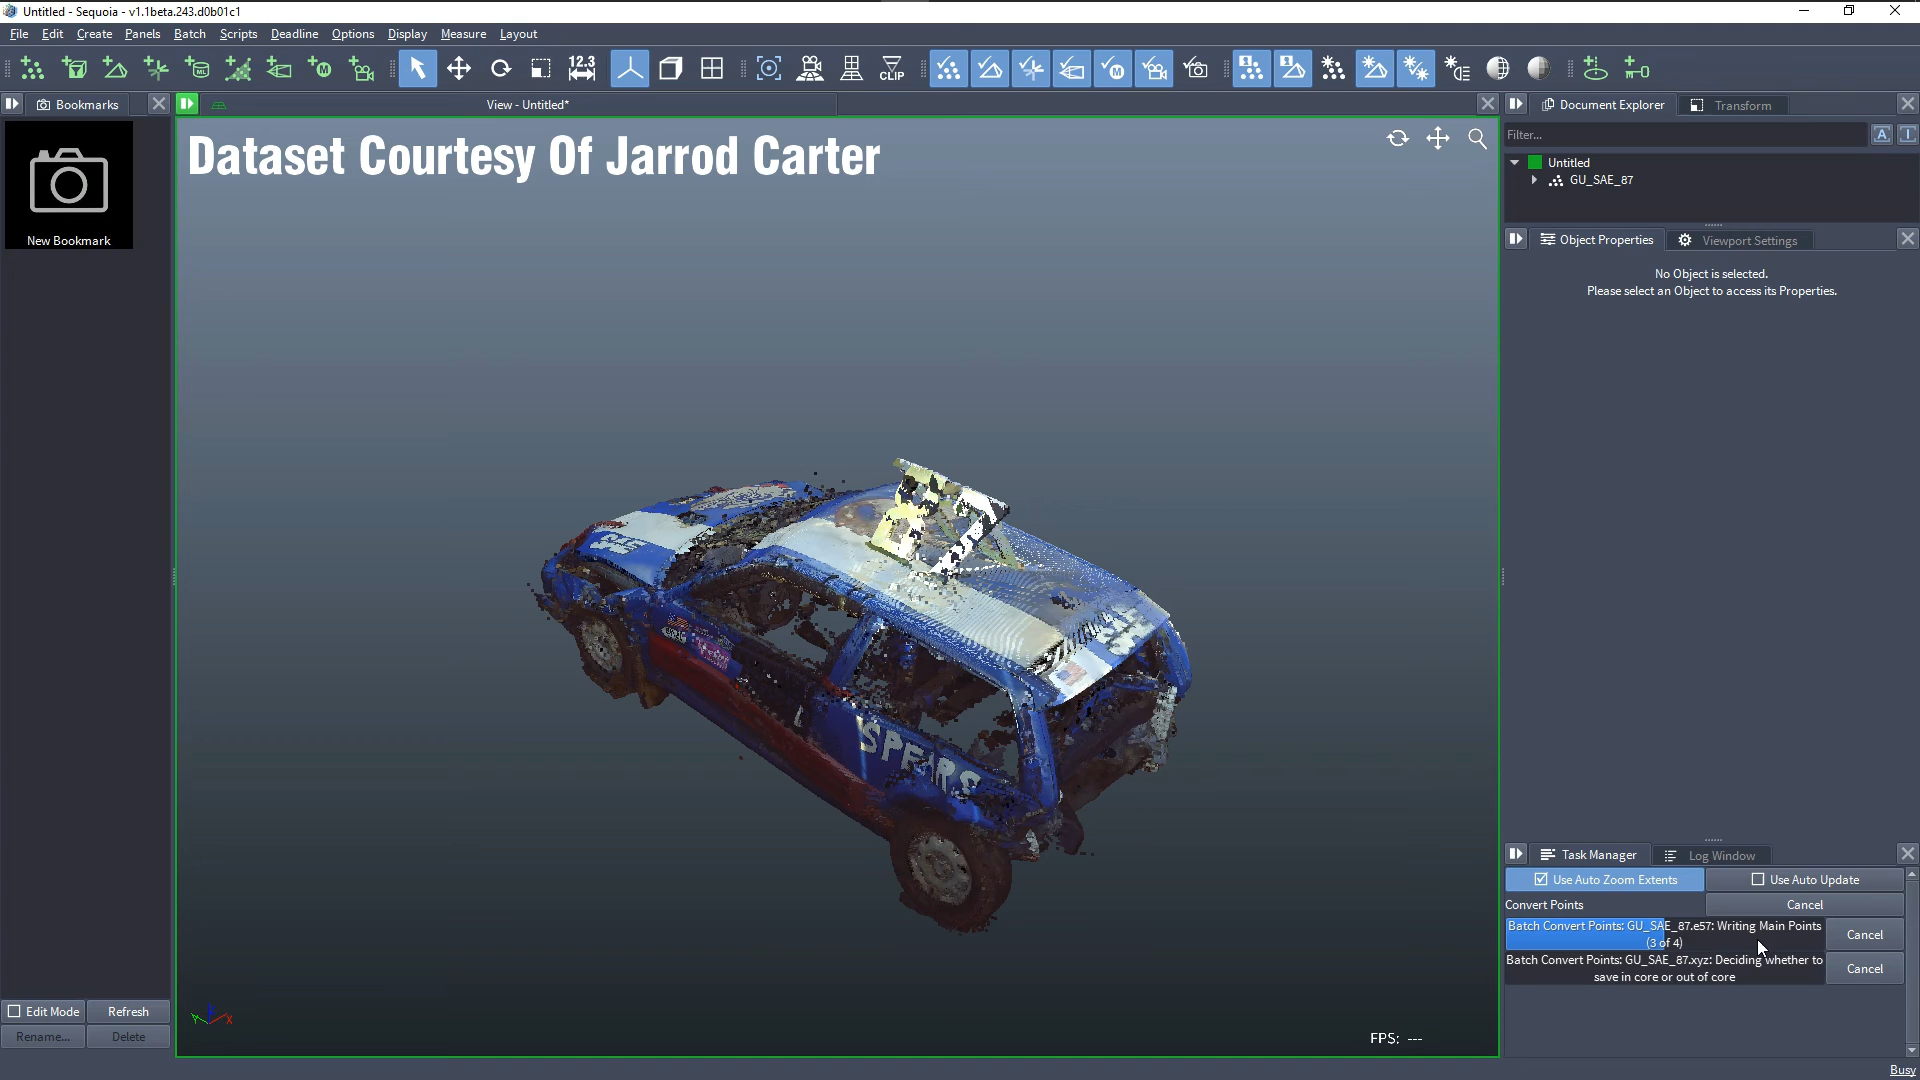 Untitled - Sequoia - v1.1beta.243.d0b01c1
File Edit Create Panels Batch Scripts Deadline Options Display Measure Layout
ML M 12.3 CLIP M 1 1
Bookmarks
View - Untitled*
Document Explorer Transform
Filter...
A I
Dataset Courtesy Of Jarrod Carter
New Bookmark
Untitled
GU_SAE_87
Object Properties Viewport Settings
No Object is selected.
Please select an Object to access its Properties.
SAE
SPEARS
Task Manager Log Window
Use Auto Zoom Extents Use Auto Update
Convert Points Cancel
Batch Convert Points: GU_SAE_87.e57: Writing Main Points
(3 of 4)
Cancel
Batch Convert Points: GU_SAE_87.xyz: Deciding whether to
save in core or out of core
Cancel
Edit Mode Refresh
Rename... Delete
Y X
FPS: ---
Busy